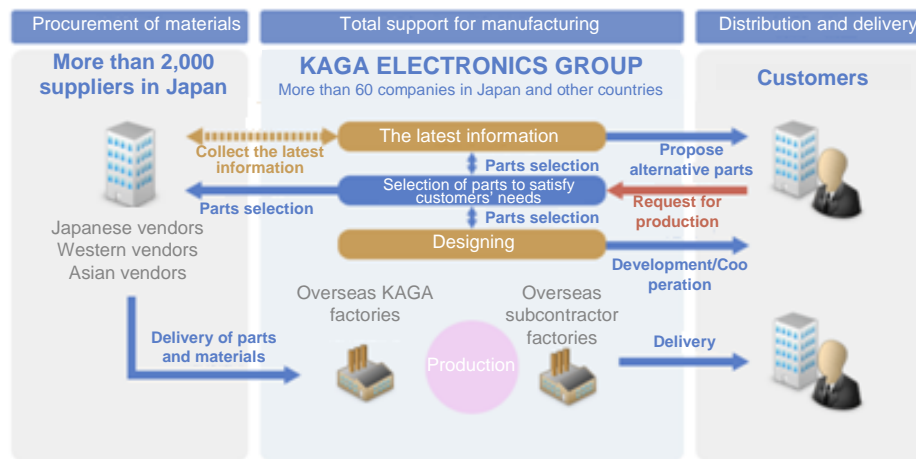 Procurement of materials
Total support for manufacturing
Distribution and delivery
More than 2,000
suppliers in Japan
KAGA ELECTRONICS GROUP
More than 60 companies in Japan and other countries
Customers
The latest information
Collect the latest
information
Propose
alternative parts
Parts selection
Selection of parts to satisfy
customers' needs
Parts selection
Request for
production
Parts selection
Japanese vendors
Western vendors
Asian vendors
Designing
Development/Coo
peration
Overseas KAGA
factories
Overseas
subcontractor
factories
Delivery of parts
and materials
Production
Delivery